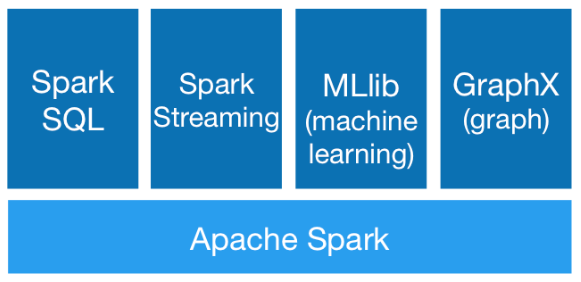 Spark
SQL
Spark
Streaming
MLlib
(machine
learning)
GraphX
(graph)
Apache Spark